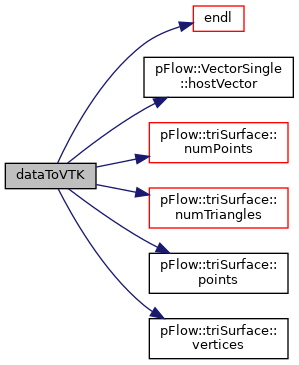 endl
pFlow::VectorSingle
::hostVector
dataToVTK
pFlow::triSurface::
numPoints
pFlow::triSurface::
numTriangles
pFlow::triSurface::
points
pFlow::triSurface::
vertices